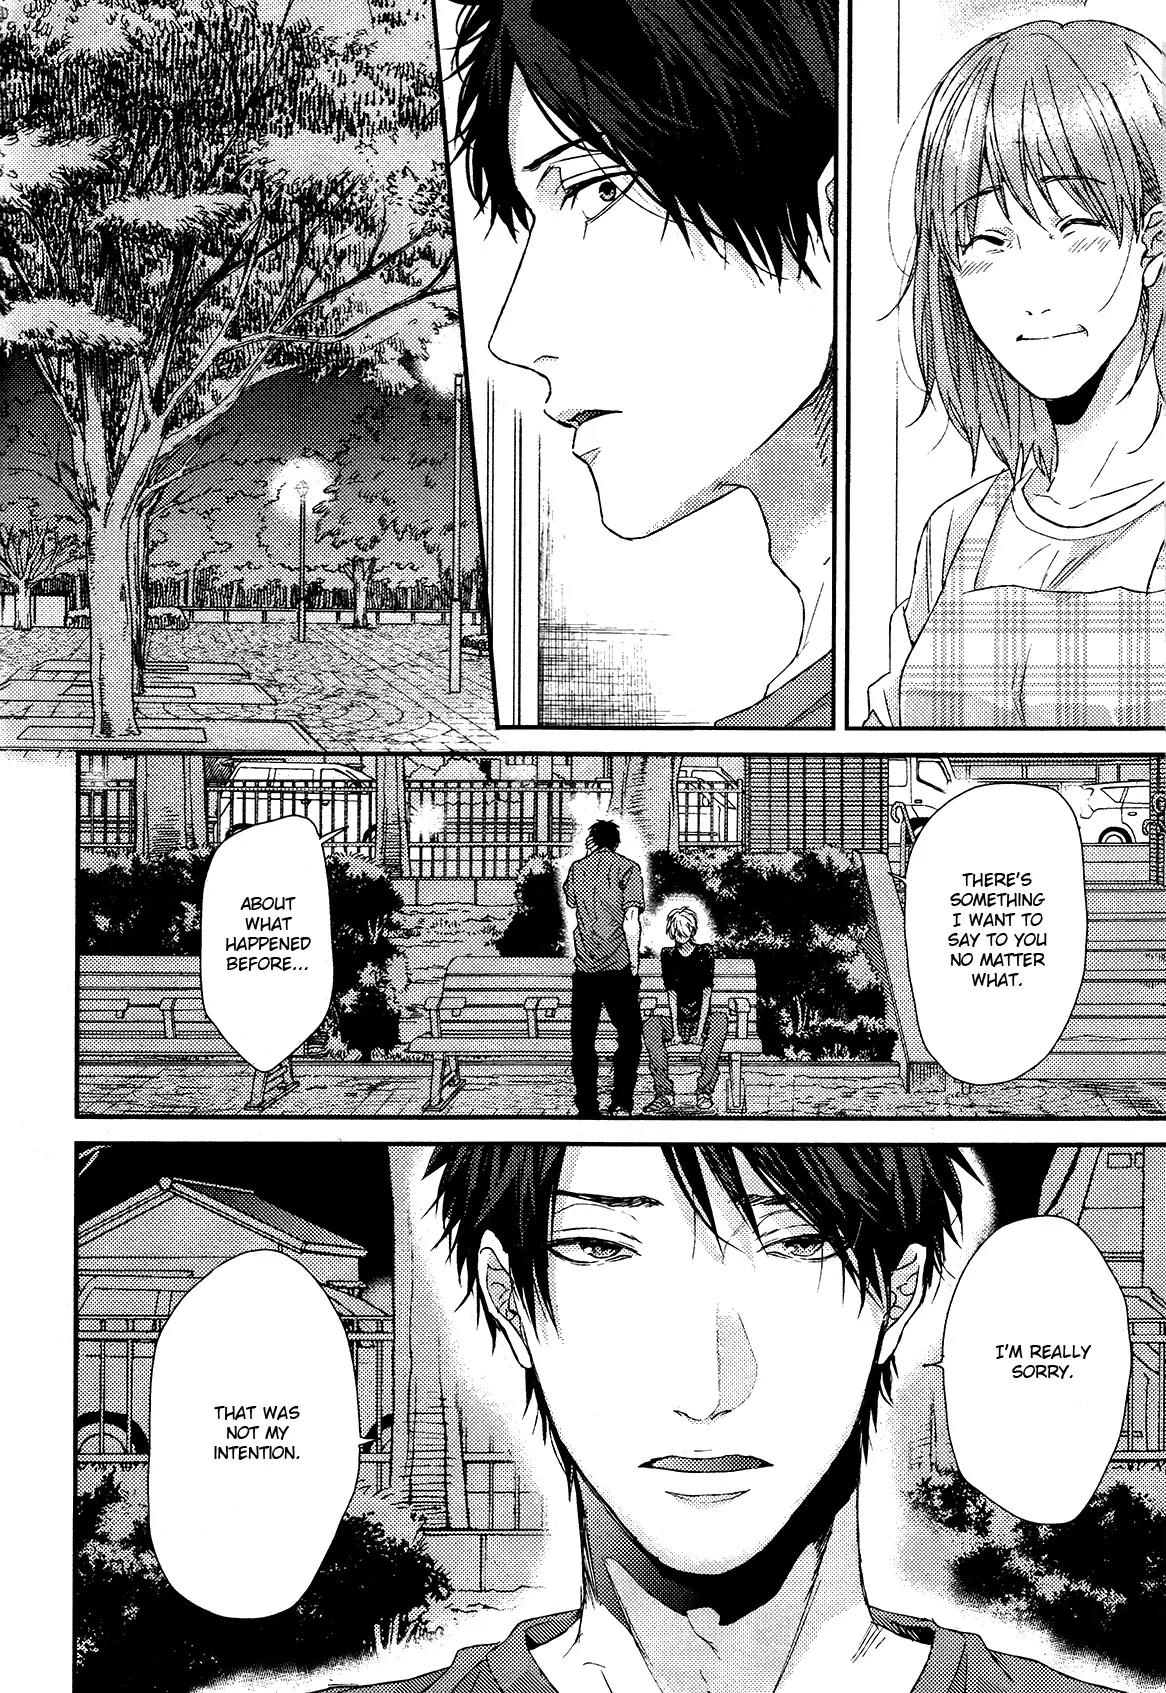 THERE'S
SOMETHING
I WANT TO
SAY TO YOU
NO MATTER
WHAT.
ABOUT
WHAT
HAPPENED
BEFORE...
I'M REALLY
SORRY.
THAT WAS
NOT MY
INTENTION.